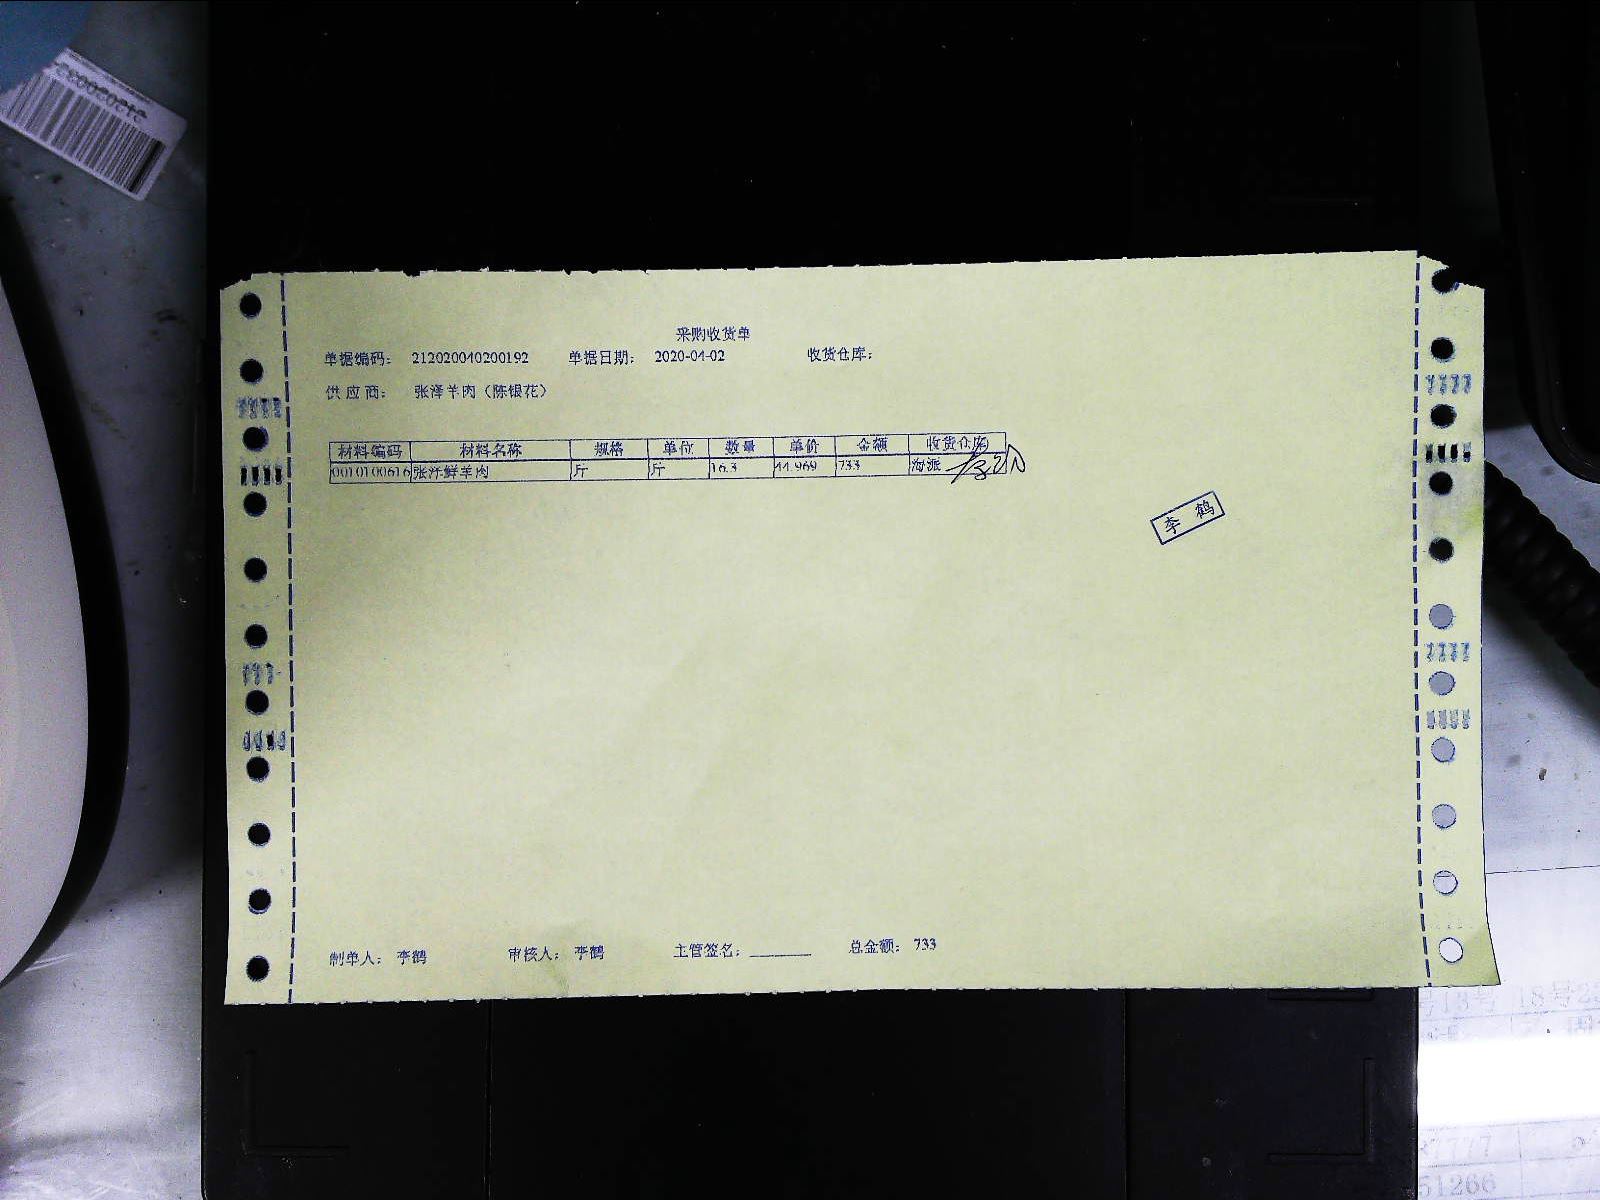 采购收货单
单据编码: 212020040200192 单据日期: 2020-04-02 收货仓库:
供应商: 张泽羊肉(陈银花)
材料编码 材料名称 规格 单位 数量 单价 金额 收货仓库
0010100616 张泽鲜羊肉 斤 斤 16.3 44.969 733 海派
李鹤
制单人: 李鹤 审核人: 李鹤 主管签名: 总金额: 733
51266